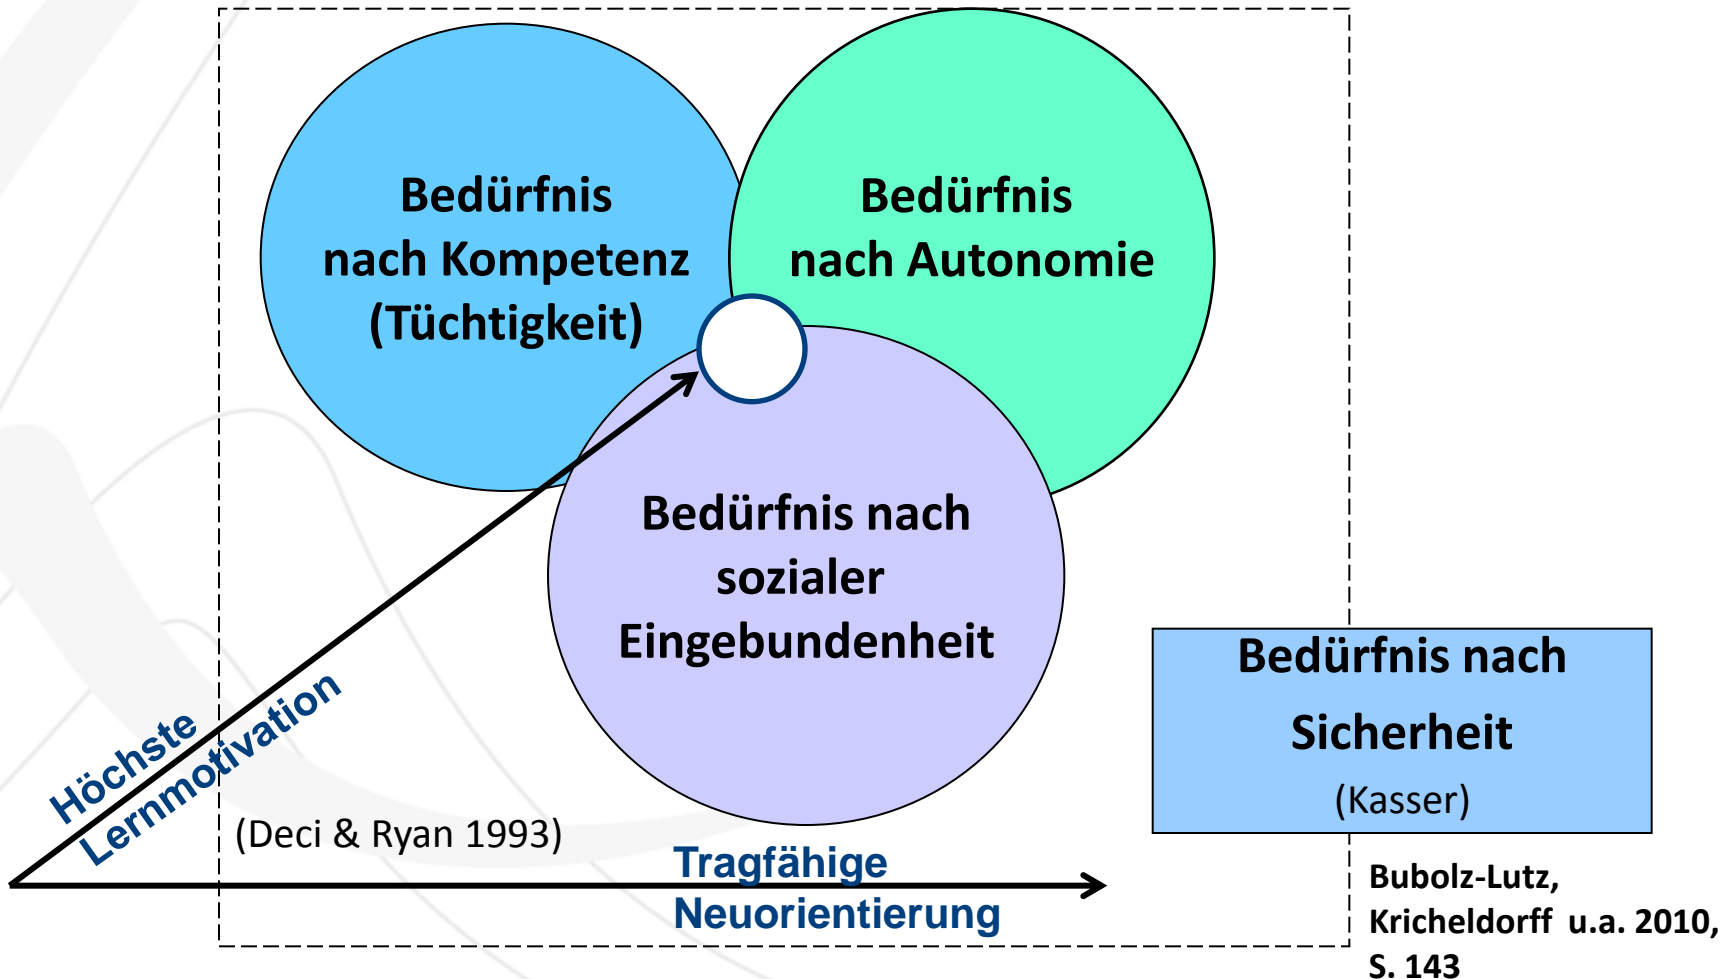 Bedürfnis
nach Kompetenz
(Tüchtigkeit)
Bedürfnis
nach Autonomie
Bedürfnis nach
sozialer
Eingebundenheit
Bedürfnis nach
Sicherheit
(Kasser)
Höchste
Lernmotivation
(Deci & Ryan 1993)
Tragfähige
Neuorientierung
Bubolz-Lutz,
Kricheldorff u.a. 2010,
S. 143